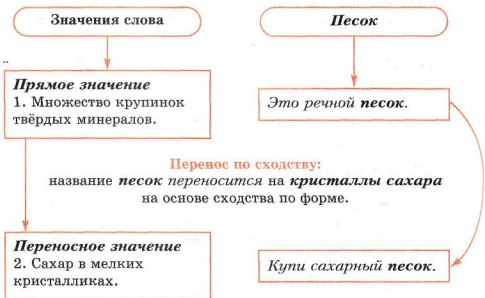 Значения слова
Песок
Прямое значение
1. Множество крупинок
твёрдых минералов.
Это речной песок.
Перенос по сходству:
название песок переносится на кристаллы сахара
на основе сходства по форме.
Переносное значение
2. Сахар в мелких
кристалликах.
Купи сахарный песок.